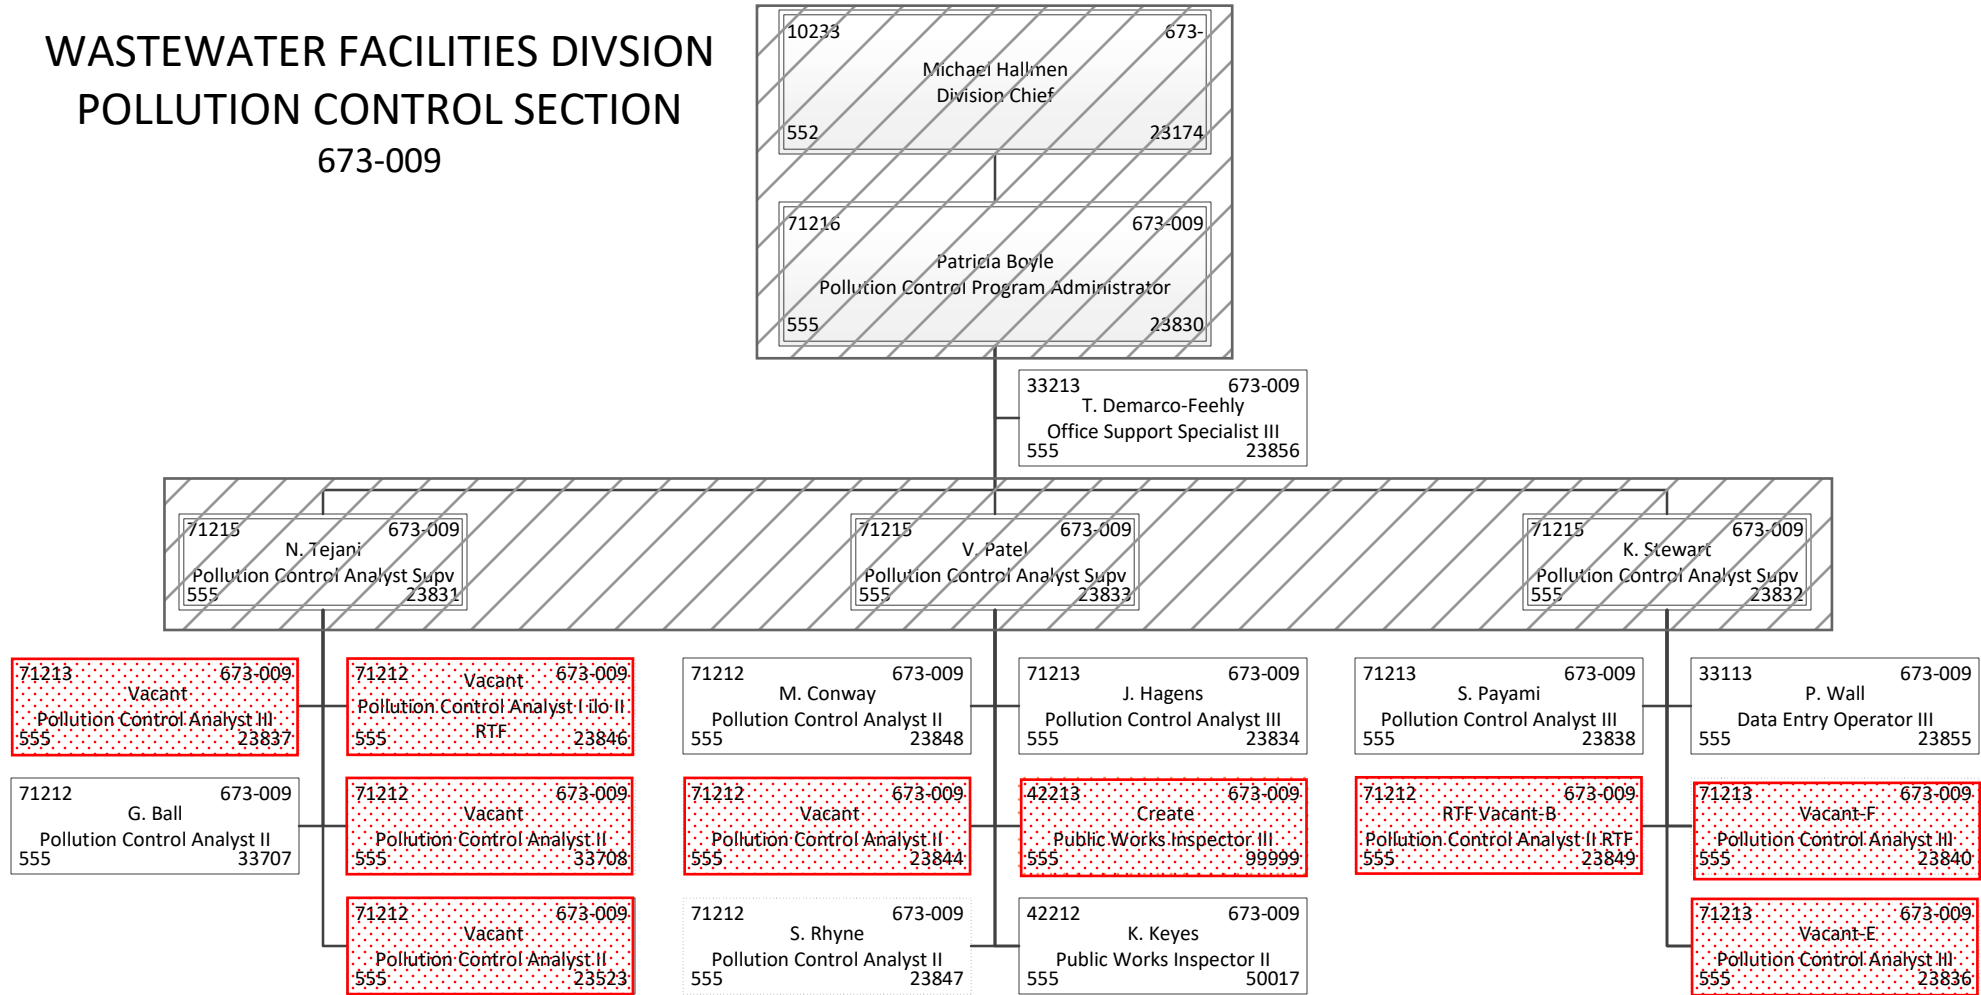 WASTEWATER FACILITIES DIVSION
POLLUTION CONTROL SECTION
673-009
10233 673-
Michael Hallmen
Division Chief
552 23174
71216 673-009
Patricia Boyle
Pollution Control Program Administrator
555 23830
33213 673-009
T. Demarco-Feehly
Office Support Specialist III
555 23856
71215 673-009
N. Tejani
Pollution Control Analyst Supv
555 23831
71215 673-009
V. Patel
Pollution Control Analyst Supv
555 23833
71215 673-009
K. Stewart
Pollution Control Analyst Supv
555 23832
71213 673-009
Vacant
Pollution Control Analyst III
555 23837
71212 673-009
Vacant
Pollution Control Analyst I ilo II
RTF
555 23846
71212 673-009
M. Conway
Pollution Control Analyst II
555 23848
71213 673-009
J. Hagens
Pollution Control Analyst III
555 23834
71213 673-009
S. Payami
Pollution Control Analyst III
555 23838
33113 673-009
P. Wall
Data Entry Operator III
555 23855
71212 673-009
G. Ball
Pollution Control Analyst II
555 33707
71212 673-009
Vacant
Pollution Control Analyst II
555 33708
71212 673-009
Vacant
Pollution Control Analyst II
555 23844
42213 673-009
Create
Public Works Inspector III
555 99999
71212 673-009
RTF Vacant-B
Pollution Control Analyst II RTF
555 23849
71213 673-009
Vacant-F
Pollution Control Analyst III
555 23840
71212 673-009
Vacant
Pollution Control Analyst II
555 23523
71212 673-009
S. Rhyne
Pollution Control Analyst II
555 23847
42212 673-009
K. Keyes
Public Works Inspector II
555 50017
71213 673-009
Vacant-E
Pollution Control Analyst III
555 23836